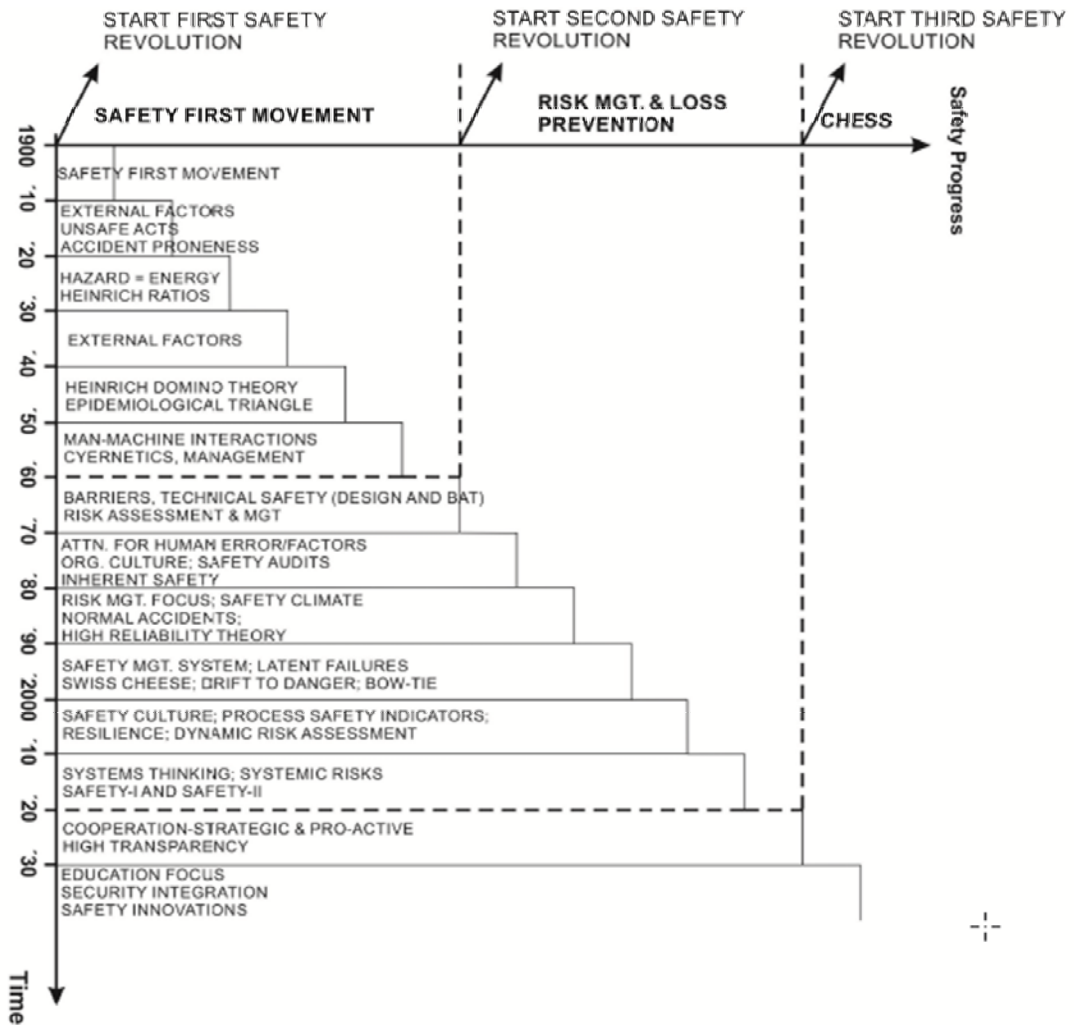 START FIRST SAFETY
REVOLUTION
START SECOND SAFETY
REVOLUTION
START THIRD SAFETY
REVOLUTION
SAFETY FIRST MOVEMENT
RISK MGT. & LOSS
PREVENTION
CHESS
Safety Progress
1900
SAFETY FIRST MOVEMENT
'10
EXTERNAL FACTORS
UNSAFE ACTS
ACCIDENT PRONENESS
'20
HAZARD = ENERGY
HEINRICH RATIOS
'30
EXTERNAL FACTORS
'40
HEINRICH DOMINO THEORY
EPIDEMIOLOGICAL TRIANGLE
'50
MAN-MACHINE INTERACTIONS
CYERNETICS, MANAGEMENT
'60
BARRIERS, TECHNICAL SAFETY (DESIGN AND BAT)
RISK ASSESSMENT & MGT
'70
ATTN. FOR HUMAN ERROR/FACTORS
ORG. CULTURE; SAFETY AUDITS
INHERENT SAFETY
'80
RISK MGT. FOCUS; SAFETY CLIMATE
NORMAL ACCIDENTS;
HIGH RELIABILITY THEORY
'90
SAFETY MGT. SYSTEM; LATENT FAILURES
SWISS CHEESE; DRIFT TO DANGER; BOW-TIE
2000
SAFETY CULTURE; PROCESS SAFETY INDICATORS;
RESILIENCE; DYNAMIC RISK ASSESSMENT
'10
SYSTEMS THINKING; SYSTEMIC RISKS
SAFETY-I AND SAFETY-II
'20
COOPERATION-STRATEGIC & PRO-ACTIVE
HIGH TRANSPARENCY
'30
EDUCATION FOCUS
SECURITY INTEGRATION
SAFETY INNOVATIONS
Time